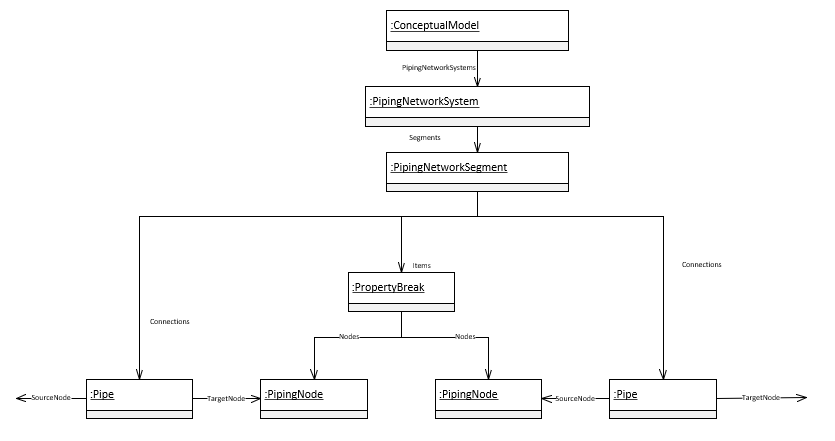 :ConceptualModel
PipingNetworkSystems
:PipingNetworkSystem
Segments
:PipingNetworkSegment
Connections
Items
:PropertyBreak
Connections
Nodes
Nodes
:Pipe
:PipingNode
:PipingNode
:Pipe
SourceNode
TargetNode
SourceNode
TargetNode